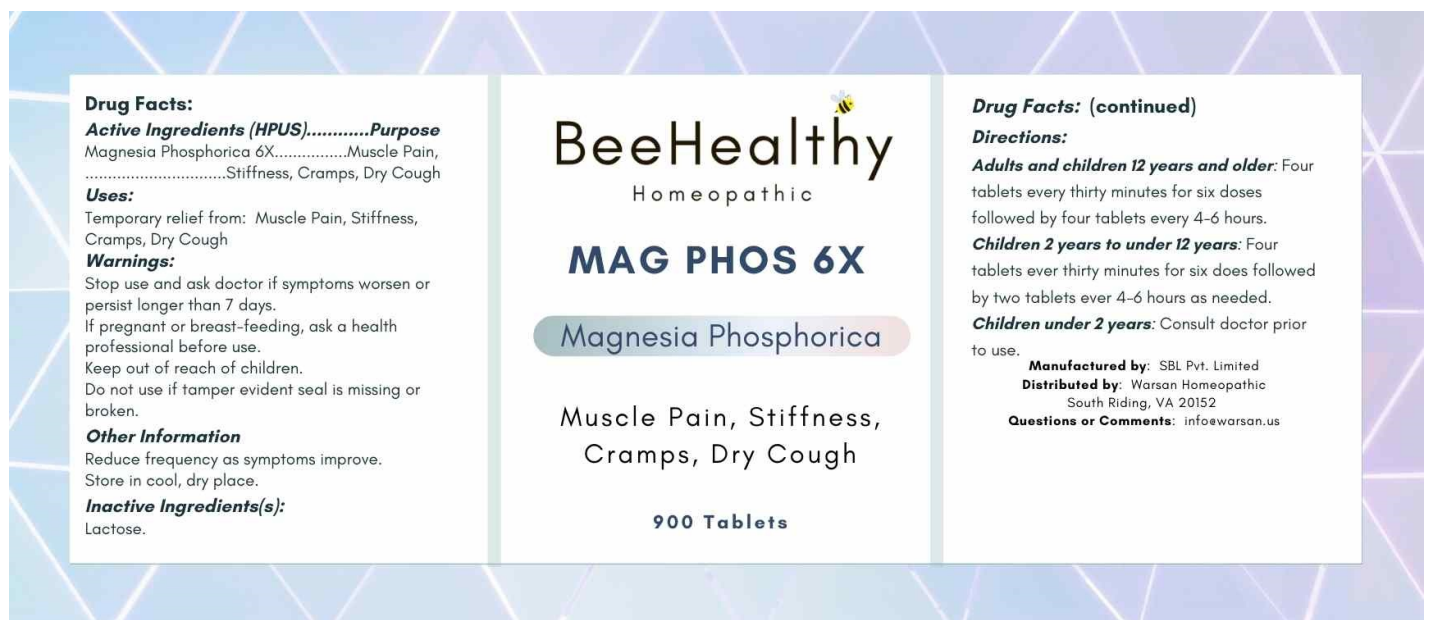 Drug Facts:
Active Ingredients (HPUS)............Purpose
Magnesia Phosphorica 6X................Muscle Pain,
...............................Stiffness, Cramps, Dry Cough
Uses:
Temporary relief from: Muscle Pain, Stiffness,
Cramps, Dry Cough
Warnings:
Stop use and ask doctor if symptoms worsen or
persist longer than 7 days.
If pregnant or breast-feeding, ask a health
professional before use.
Keep out of reach of children.
Do not use if tamper evident seal is missing or
broken.
Other Information
Reduce frequency as symptoms improve.
Store in cool, dry place.
Inactive Ingredients(s):
Lactose.
BeeHealthy
Homeopathic
MAG PHOS 6X
Magnesia Phosphorica
Muscle Pain, Stiffness,
Cramps, Dry Cough
900 Tablets
Drug Facts: (continued)
Directions:
Adults and children 12 years and older: Four
tablets every thirty minutes for six doses
followed by four tablets every 4-6 hours.
Children 2 years to under 12 years: Four
tablets ever thirty minutes for six does followed
by two tablets ever 4-6 hours as needed.
Children under 2 years: Consult doctor prior
to use.
Manufactured by: SBL Pvt. Limited
Distributed by: Warsan Homeopathic
South Riding, VA 20152
Questions or Comments: info@warsan.us